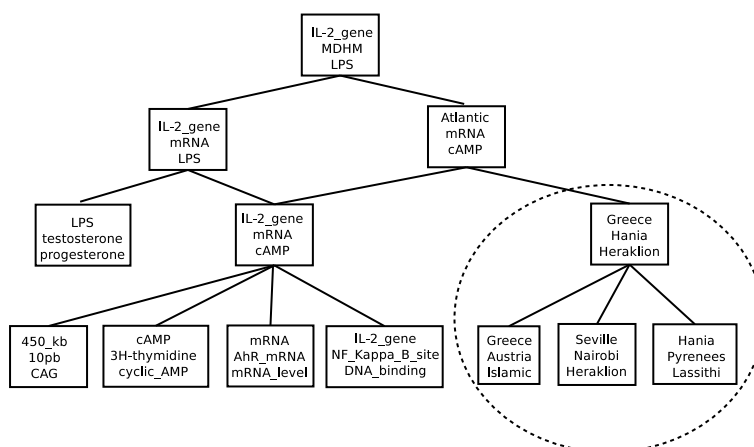 IL-2_gene
MDHM
LPS
IL-2_gene
mRNA
LPS
Atlantic
mRNA
cAMP
LPS
testosterone
progesterone
IL-2_gene
mRNA
cAMP
Greece
Hania
Heraklion
450_kb
10pb
CAG
cAMP
3H-thymidine
cyclic_AMP
mRNA
AhR_mRNA
mRNA_level
IL-2_gene
NF_Kappa_B_site
DNA_binding
Greece
Austria
Islamic
Seville
Nairobi
Heraklion
Hania
Pyrenees
Lassithi